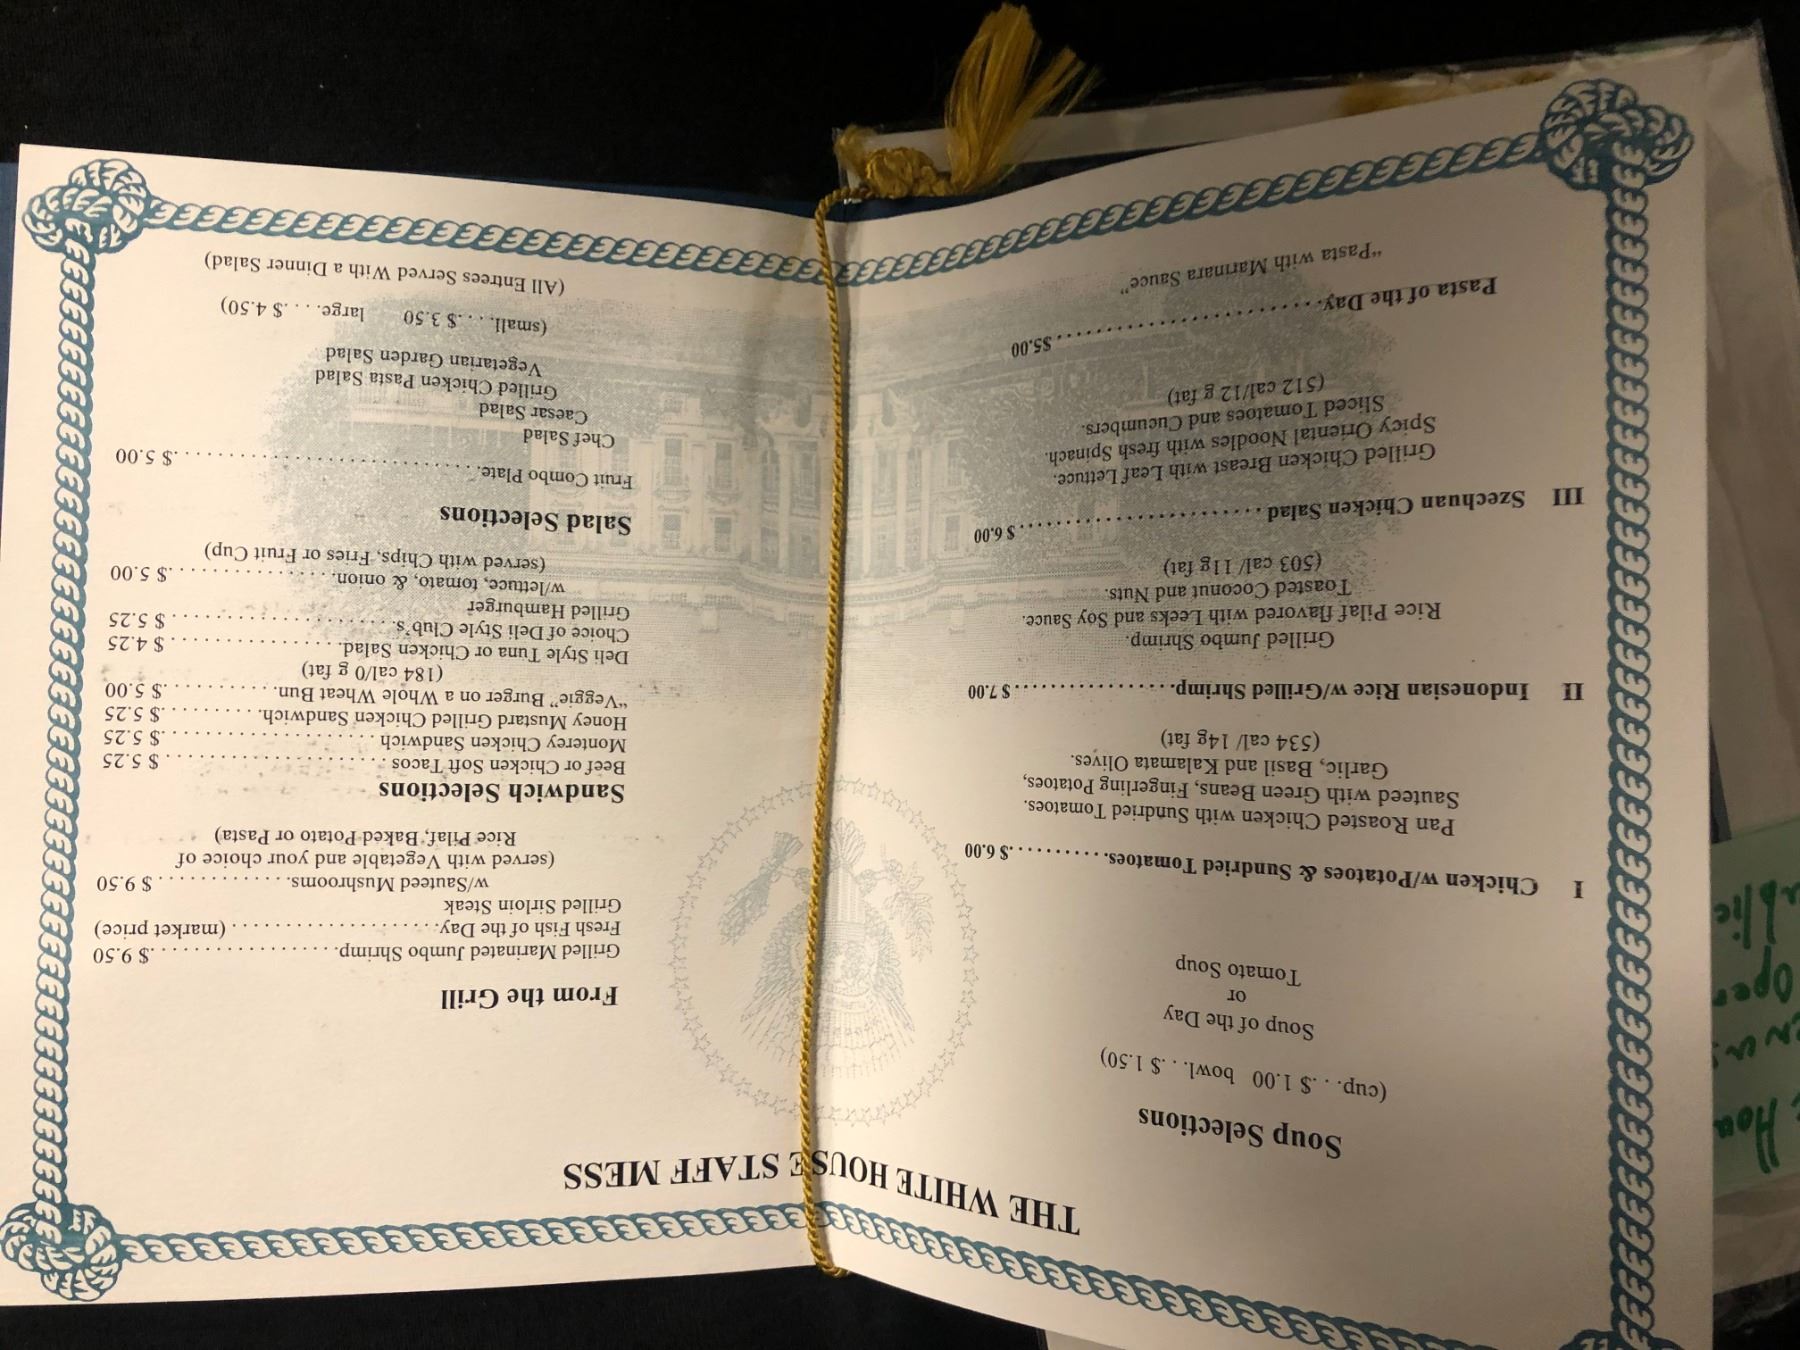 THE WHITE HOUSE STAFF MESS
Soup Selections
(cup. . .$ 1.00 bowl. . .$ 1.50)
Soup of the Day
or
Tomato Soup
I Chicken w/Potatoes & Sundried Tomatoes. . . . . . . . . . .$ 6.00
Pan Roasted Chicken with Sundried Tomatoes.
Sauteed with Green Beans, Fingerling Potatoes,
Garlic, Basil and Kalamata Olives.
(534 cal/ 14g fat)
II Indonesian Rice w/Grilled Shrimp. . . . . . . . . . . . . . . . . .$ 7.00
Grilled Jumbo Shrimp.
Rice Pilaf flavored with Leeks and Soy Sauce.
Toasted Coconut and Nuts.
(503 cal/ 11g fat)
III Szechuan Chicken Salad . . . . . . . . . . . . . . . . . . . . . . . . . .$ 6.00
Grilled Chicken Breast with Leaf Lettuce.
Spicy Oriental Noodles with fresh Spinach.
Sliced Tomatoes and Cucumbers.
(512 cal/12 g fat)
Pasta of the Day. . . . . . . . . . . . . . . . . . . . . . . . . . . . . .$5.00
“Pasta with Marinara Sauce”
From the Grill
Grilled Marinated Jumbo Shrimp. . . . . . . . . . . . . . . . . . . .$ 9.50
Fresh Fish of the Day. . . . . . . . . . . . . . . . . . . . . . (market price)
Grilled Sirloin Steak
w/Sauteed Mushrooms. . . . . . . . . . . . . . $ 9.50
(served with Vegetable and your choice of
Rice Pilaf, Baked Potato or Pasta)
Sandwich Selections
Beef or Chicken Soft Tacos . . . . . . . . . . . . . . . . . . . . . . . $ 5.25
Monterey Chicken Sandwich . . . . . . . . . . . . . . . . . . . . . . .$ 5.25
Honey Mustard Grilled Chicken Sandwich. . . . . . . . . . .$ 5.25
“Veggie” Burger on a Whole Wheat Bun. . . . . . . . . . . .$ 5.00
(184 cal/0 g fat)
Deli Style Tuna or Chicken Salad. . . . . . . . . . . . . . . . . . $ 4.25
Choice of Deli Style Club's. . . . . . . . . . . . . . . . . . . . . . . $ 5.25
Grilled Hamburger
w/lettuce, tomato, & onion. . . . . . . . . . . . . . . . .$ 5.00
(served with Chips, Fries or Fruit Cup)
Salad Selections
Fruit Combo Plate. . . . . . . . . . . . . . . . . . . . . . . . . . . . . . .$ 5.00
Chef Salad
Caesar Salad
Grilled Chicken Pasta Salad
Vegetarian Garden Salad
(small. . . .$ 3.50 large. . . .$ 4.50)
(All Entrees Served With a Dinner Salad)